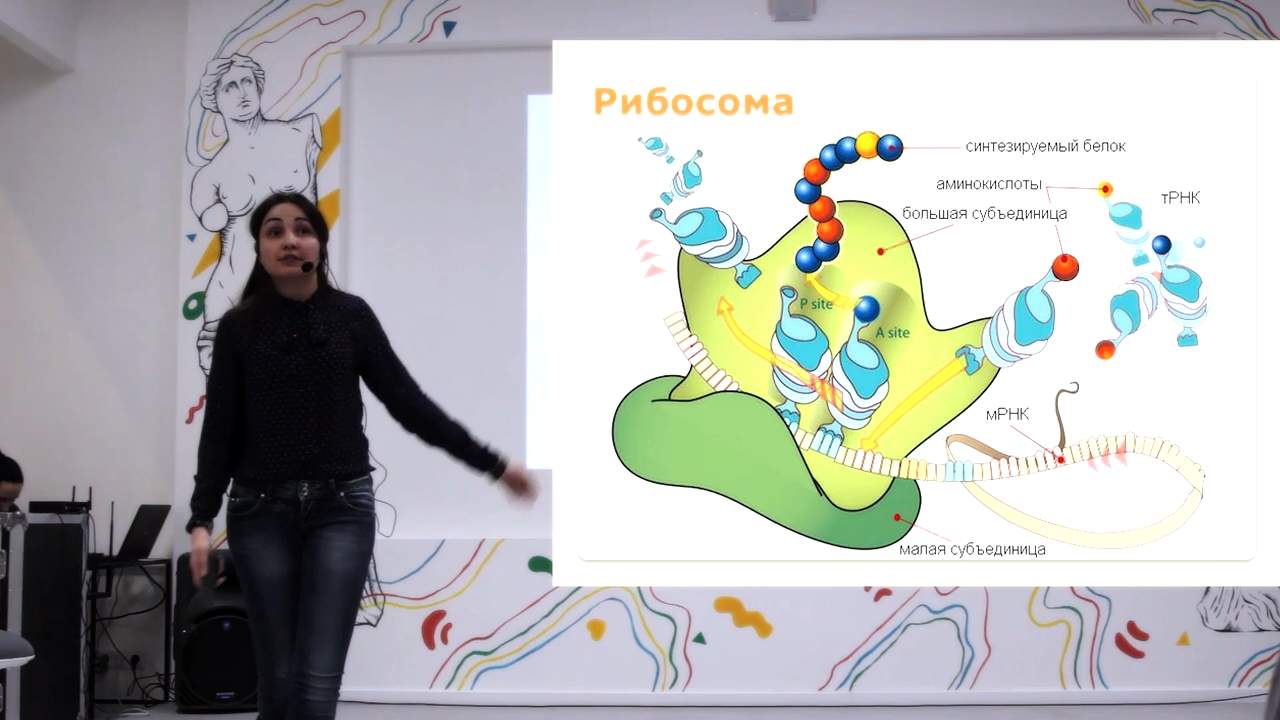 Рибосома
синтезируемый белок
аминокислоты
тРНК
большая субъединица
P site
A site
мРНК
малая субъединица